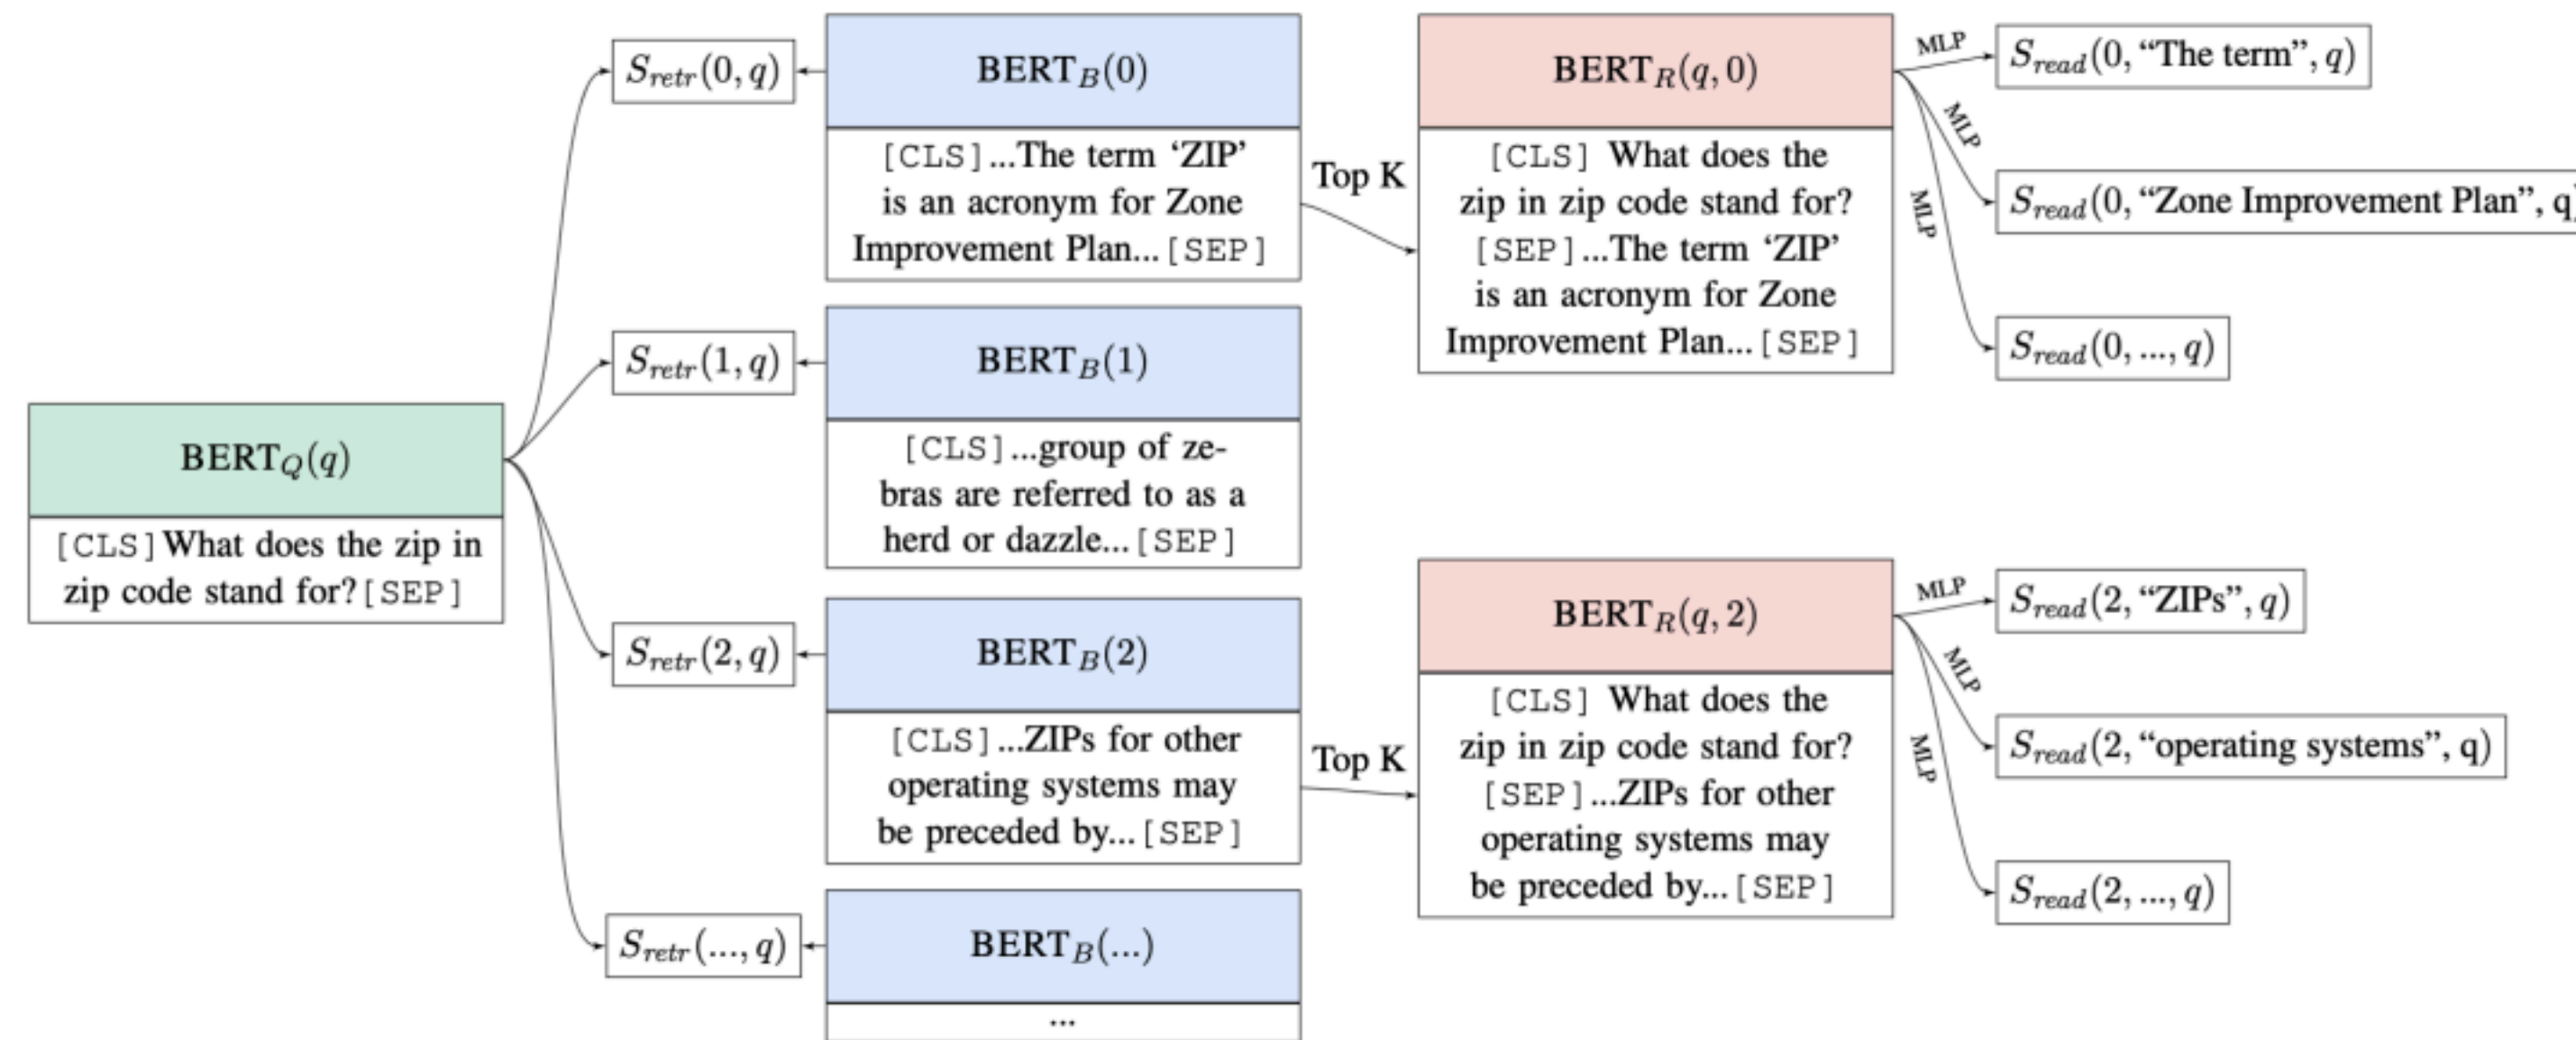 BERT_Q(q)
[CLS]What does the zip in
zip code stand for?[SEP]
S_retr(0, q)
S_retr(1, q)
S_retr(2, q)
S_retr(..., q)
BERT_B(0)
[CLS]...The term ‘ZIP’
is an acronym for Zone
Improvement Plan...[SEP]
BERT_B(1)
[CLS]...group of ze-
bras are referred to as a
herd or dazzle...[SEP]
BERT_B(2)
[CLS]...ZIPs for other
operating systems may
be preceded by...[SEP]
BERT_B(...)
...
Top K
Top K
BERT_R(q, 0)
[CLS] What does the
zip in zip code stand for?
[SEP]...The term ‘ZIP’
is an acronym for Zone
Improvement Plan...[SEP]
MLP
MLP
MLP
S_read(0, “The term”, q)
S_read(0, “Zone Improvement Plan”, q)
S_read(0, ..., q)
BERT_R(q, 2)
[CLS] What does the
zip in zip code stand for?
[SEP]...ZIPs for other
operating systems may
be preceded by...[SEP]
MLP
MLP
MLP
S_read(2, “ZIPs”, q)
S_read(2, “operating systems”, q)
S_read(2, ..., q)